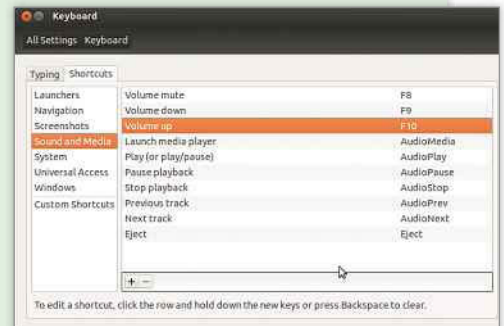 Keyboard
All Settings Keyboard
Typing Shortcuts
Launchers
Navigation
Screenshots
Sound and Media
System
Universal Access
Windows
Custom Shortcuts
Volume mute F8
Volume down F9
Volume up F10
Launch media player AudioMedia
Play (or play/pause) AudioPlay
Pause playback AudioPause
Stop playback AudioStop
Previous track AudioPrev
Next track AudioNext
Eject Eject
+ -
To edit a shortcut, click the row and hold down the new keys or press Backspace to clear.